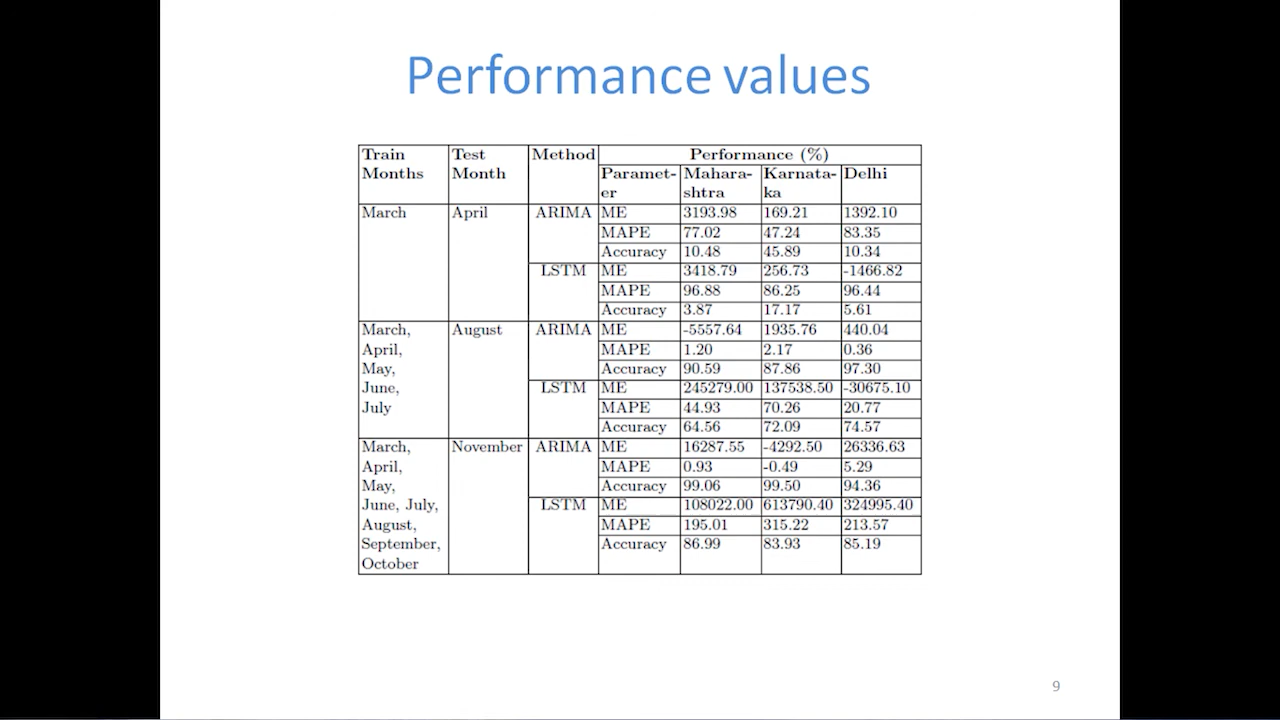 Performance values
Train Test Method Performance (%)
Months Month Paramet- Mahara- Karnata- Delhi
er shtra ka
March April ARIMA ME 3193.98 169.21 1392.10
MAPE 77.02 47.24 83.35
Accuracy 10.48 45.89 10.34
LSTM ME 3418.79 256.73 -1466.82
MAPE 96.88 86.25 96.44
Accuracy 3.87 17.17 5.61
March, August ARIMA ME -5557.64 1935.76 440.04
April, MAPE 1.20 2.17 0.36
May, Accuracy 90.59 87.86 97.30
June, LSTM ME 245279.00 137538.50 -30675.10
July MAPE 44.93 70.26 20.77
Accuracy 64.56 72.09 74.57
March, November ARIMA ME 16287.55 -4292.50 26336.63
April, MAPE 0.93 -0.49 5.29
May, Accuracy 99.06 99.50 94.36
June, July, LSTM ME 108022.00 613790.40 324995.40
August, MAPE 195.01 315.22 213.57
September, Accuracy 86.99 83.93 85.19
October
9